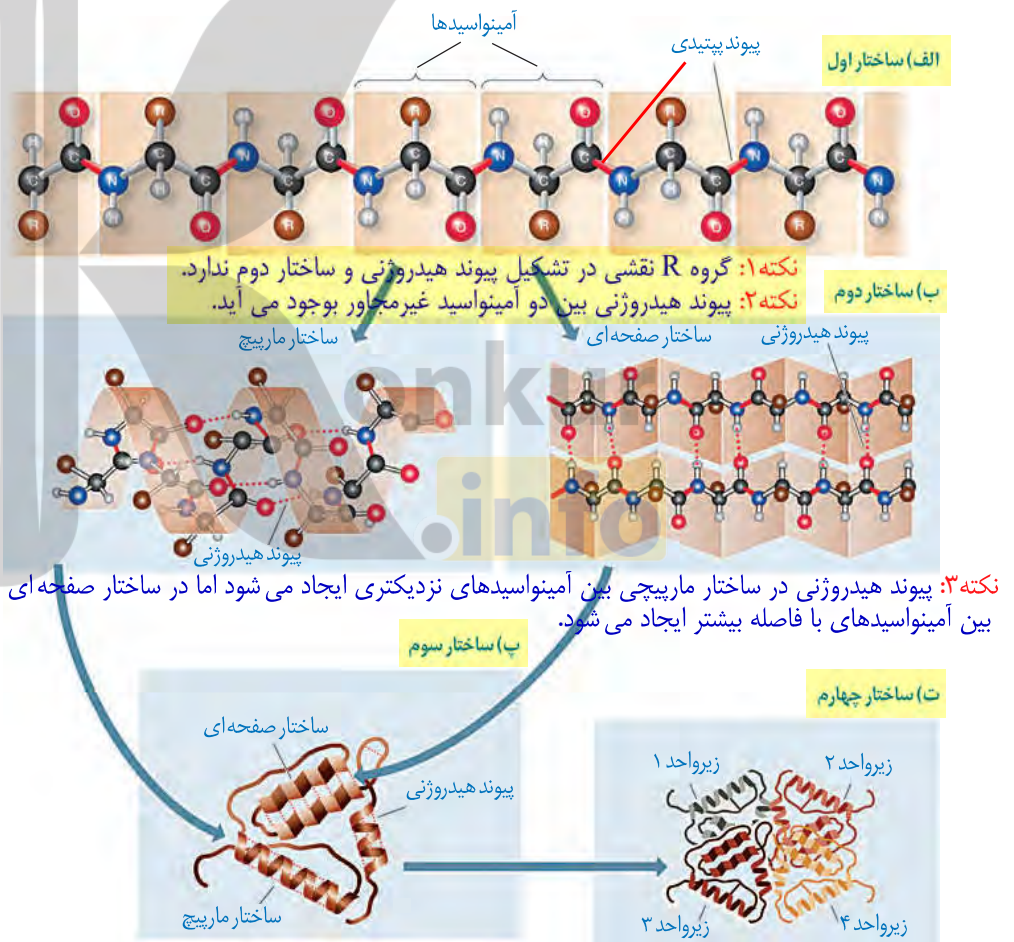 آمینواسیدها
پیوند پپتیدی
الف) ساختار اول
نکته۱: گروه R نقشی در تشکیل پیوند هیدروژنی و ساختار دوم ندارد.
نکته۲: پیوند هیدروژنی بین دو آمینواسید غیرمجاور بوجود می آید.
ب) ساختار دوم
پیوند هیدروژنی
ساختار صفحه‌ای
ساختار مارپیچ
onkur
.info
پیوند هیدروژنی
نکته۳: پیوند هیدروژنی در ساختار مارپیچی بین آمینواسیدهای نزدیکتری ایجاد می شود اما در ساختار صفحه ای
بین آمینواسیدهای با فاصله بیشتر ایجاد می شود.
پ) ساختار سوم
ساختار صفحه‌ای
پیوند هیدروژنی
ساختار مارپیچ
ت) ساختار چهارم
زیرواحد ۲
زیرواحد ۱
زیرواحد ۴
زیرواحد ۳